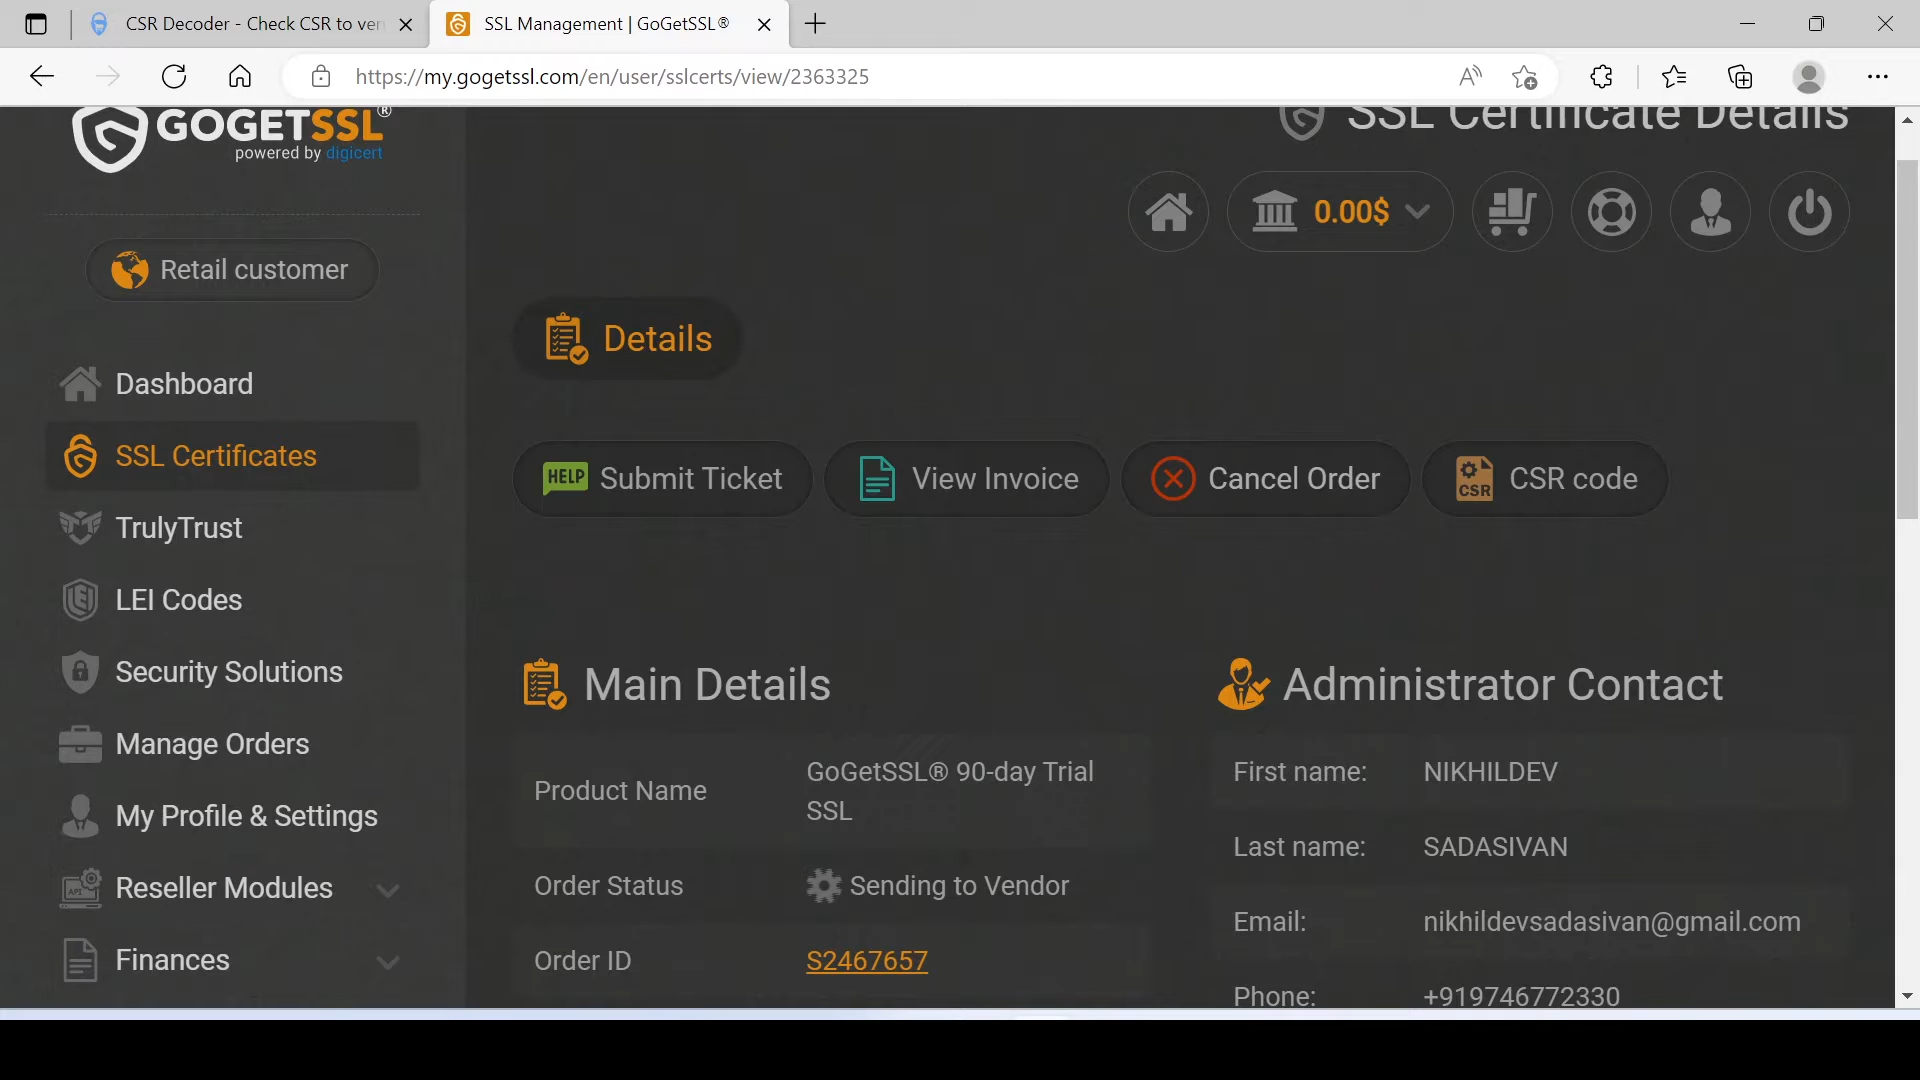 CSR Decoder - Check CSR to ver
SSL Management | GoGetSSL®
https://my.gogetssl.com/en/user/sslcerts/view/2363325
GOGETSSL®
powered by digicert
SSL Certificate Details
0.00$
Retail customer
Details
Dashboard
SSL Certificates
HELP Submit Ticket
View Invoice
Cancel Order
CSR CSR code
TrulyTrust
LEI Codes
Security Solutions
Main Details
Administrator Contact
Manage Orders
Product Name
GoGetSSL® 90-day Trial
SSL
First name: NIKHILDEV
My Profile & Settings
Last name: SADASIVAN
API Reseller Modules
Order Status Sending to Vendor
Email: nikhildevsadasivan@gmail.com
Finances
Order ID S2467657
Phone: +919746772330